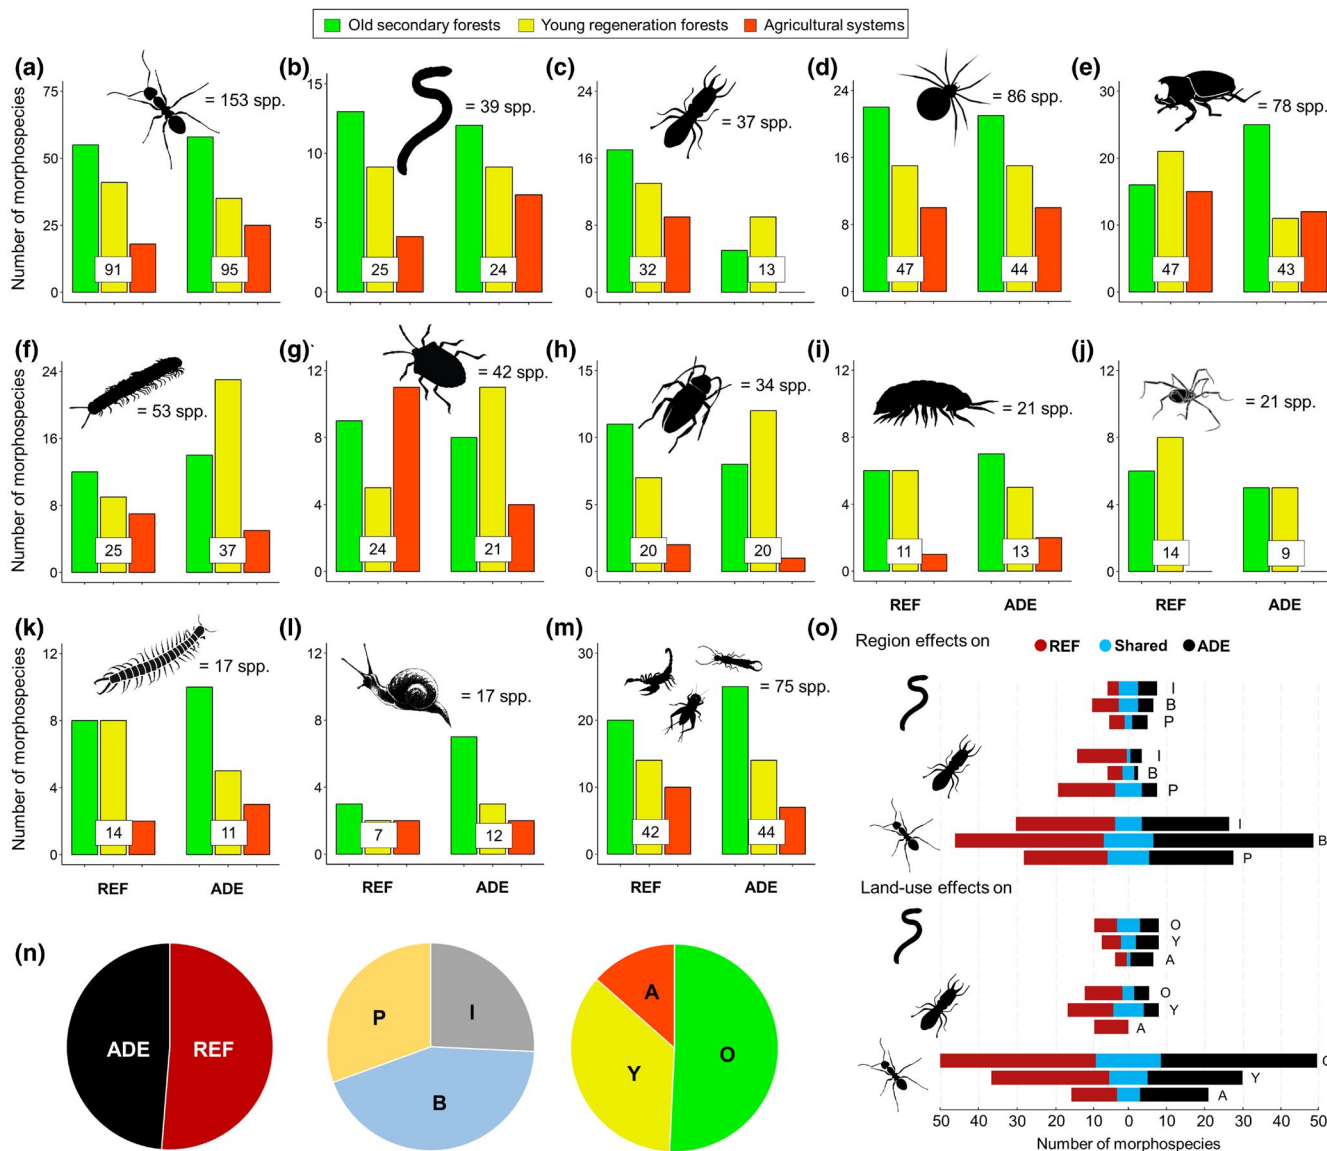 Old secondary forests Young regeneration forests Agricultural systems
(a) (b) (c) (d) (e)
Number of morphospecies
75
50
25
0
= 153 spp.
91 95
15
10
5
0
= 39 spp.
25 24
24
16
8
0
= 37 spp.
32 13
24
16
8
0
= 86 spp.
47 44
30
20
10
0
= 78 spp.
47 43
(f) (g) (h) (i) (j)
Number of morphospecies
24
16
8
0
= 53 spp.
25 37
12
8
4
0
= 42 spp.
24 21
15
10
5
0
= 34 spp.
20 20
12
8
4
0
= 21 spp.
11 13
REF ADE
12
8
4
0
= 21 spp.
14 9
REF ADE
(k) (l) (m) (o)
Number of morphospecies
12
8
4
0
= 17 spp.
14 11
REF ADE
12
8
4
0
= 17 spp.
7 12
REF ADE
30
20
10
0
= 75 spp.
42 44
REF ADE
Region effects on
REF Shared ADE
I
B
P
I
B
P
I
B
P
Land-use effects on
O
Y
A
O
Y
A
O
Y
A
50 40 30 20 10 0 10 20 30 40 50
Number of morphospecies
(n)
ADE REF
P I
B
A
Y O